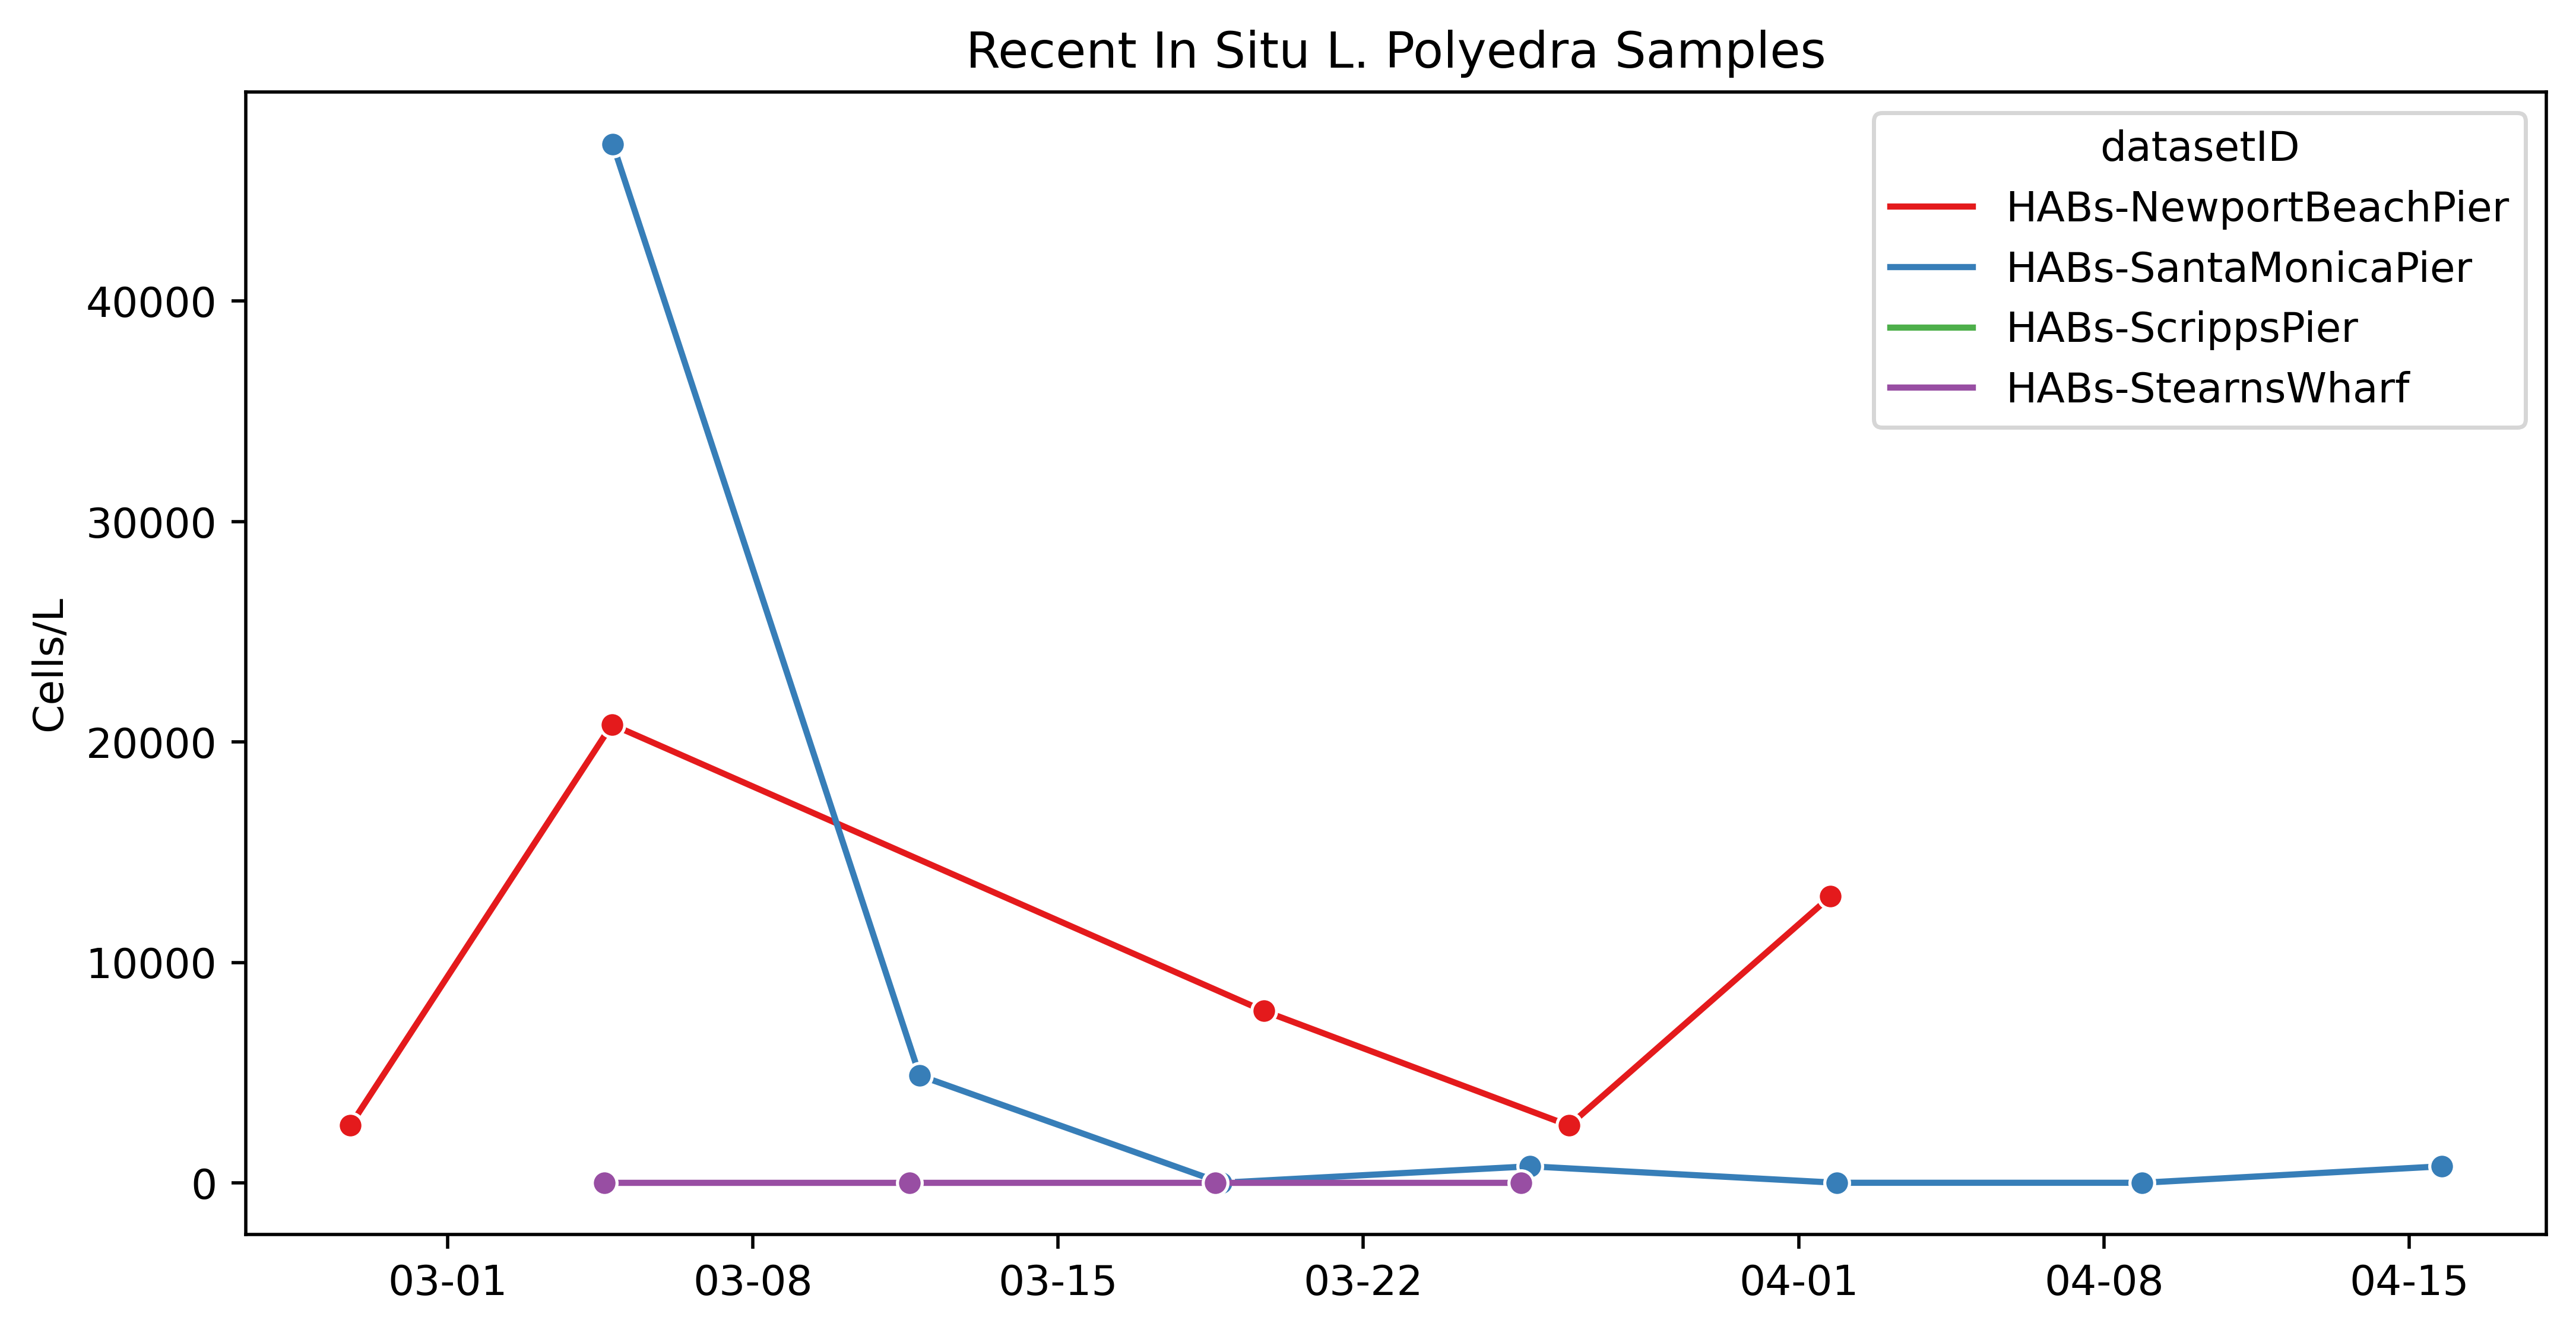 Recent In Situ L. Polyedra Samples
datasetID
HABs-NewportBeachPier
HABs-SantaMonicaPier
HABs-ScrippsPier
HABs-StearnsWharf
Cells/L
40000
30000
20000
10000
0
03-01 03-08 03-15 03-22 04-01 04-08 04-15